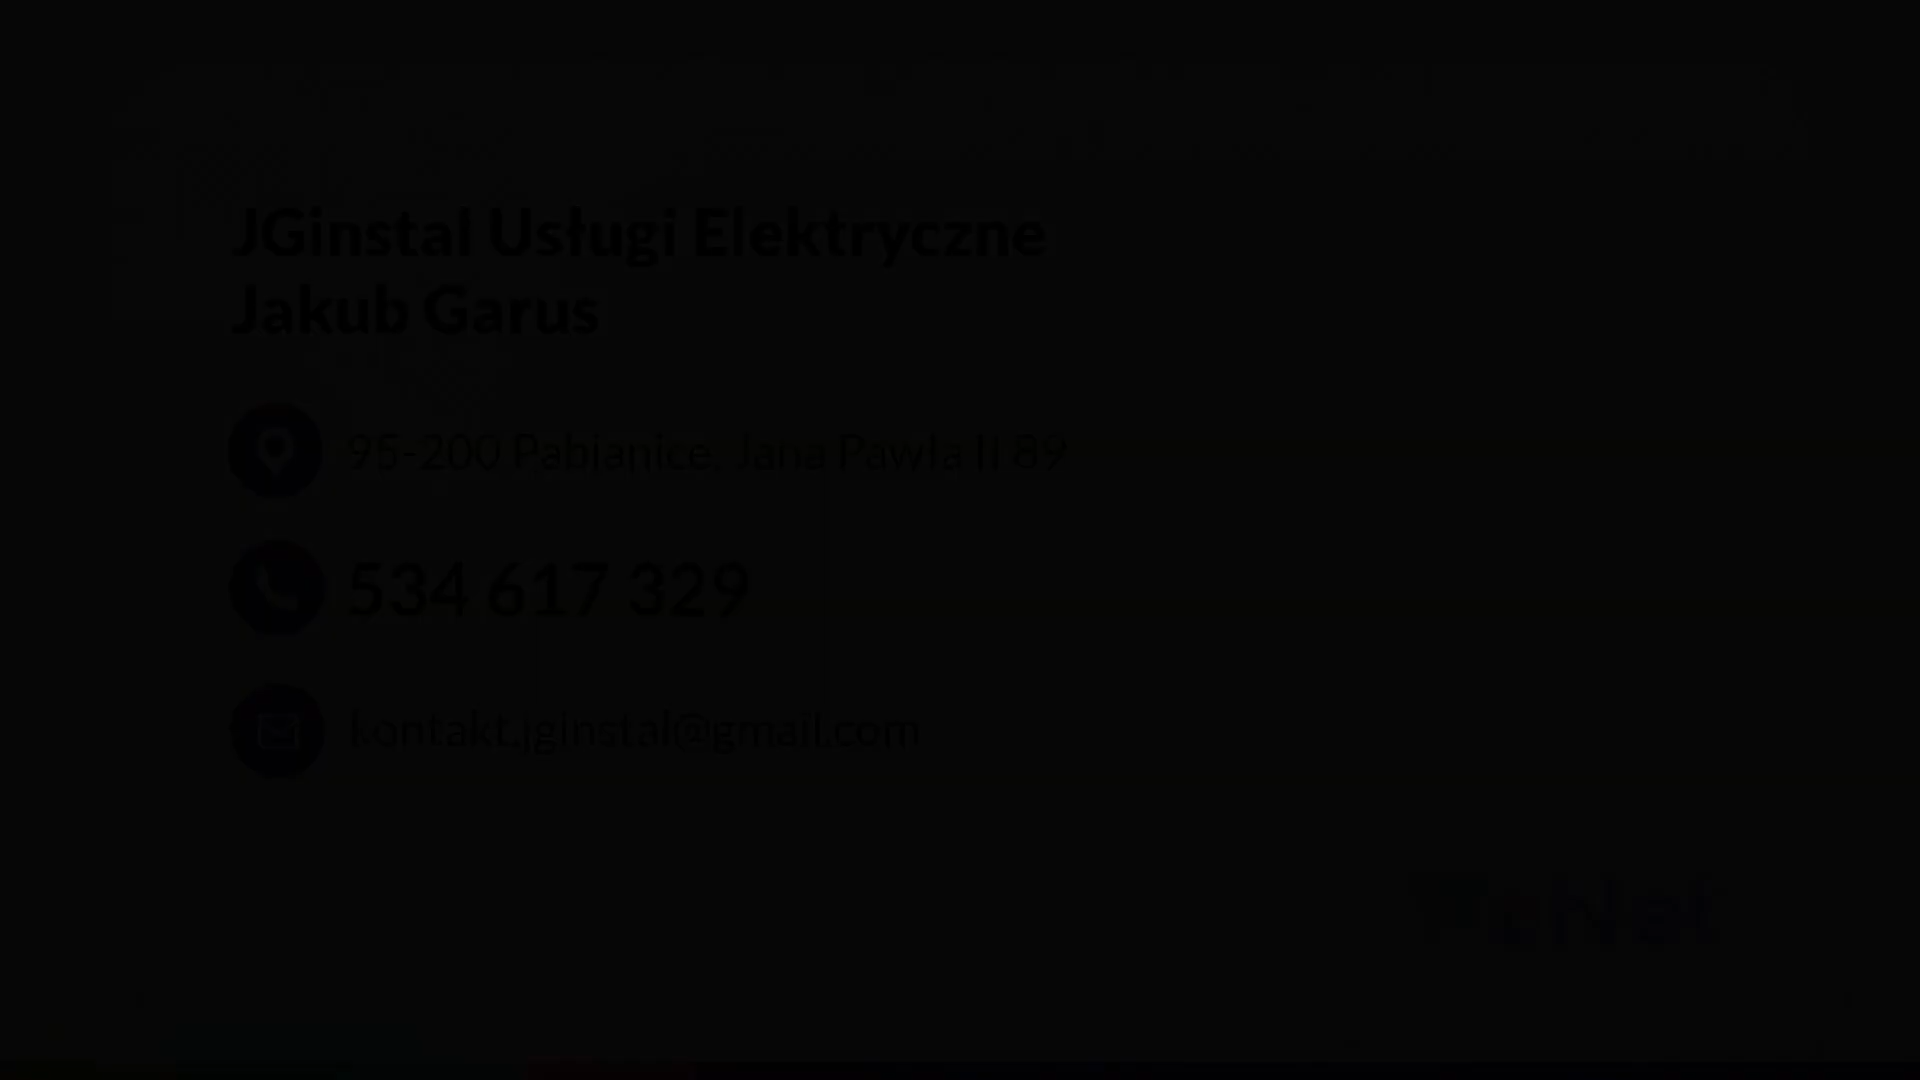 JGinstal Usługi Elektryczne
Jakub Garus
95-200 Pabianice, Jana Pawła II 89
534 617 329
kontakt.jginstal@gmail.com